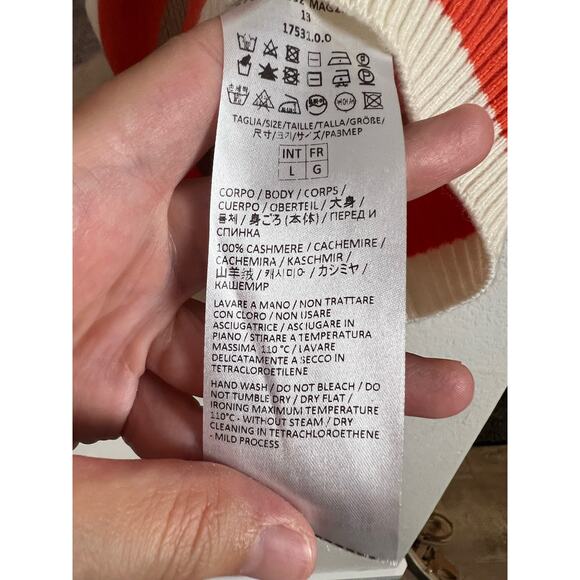 13
17531.0.0
TAGLIA/SIZE/TAILLE/TALLA/GRÖßE/
尺寸/크기/サイズ/РАЗМЕР
INT FR
L G
CORPO / BODY / CORPS /
CUERPO / OBERTEIL / 大身 /
몸체 / 身ごろ (本体) / ПЕРЕД И
СПИНКА
100% CASHMERE / CACHEMIRE /
CACHEMIRA / KASCHMIR /
山羊绒 / 캐시미어 / カシミヤ /
КАШЕМИР
LAVARE A MANO / NON TRATTARE
CON CLORO / NON USARE
ASCIUGATRICE / ASCIUGARE IN
PIANO / STIRARE A TEMPERATURA
MASSIMA 110°C / LAVARE
DELICATAMENTE A SECCO IN
TETRACLOROETILENE
HAND WASH / DO NOT BLEACH / DO
NOT TUMBLE DRY / DRY FLAT /
IRONING MAXIMUM TEMPERATURE
110°C - WITHOUT STEAM / DRY
CLEANING IN TETRACHLOROETHENE
- MILD PROCESS